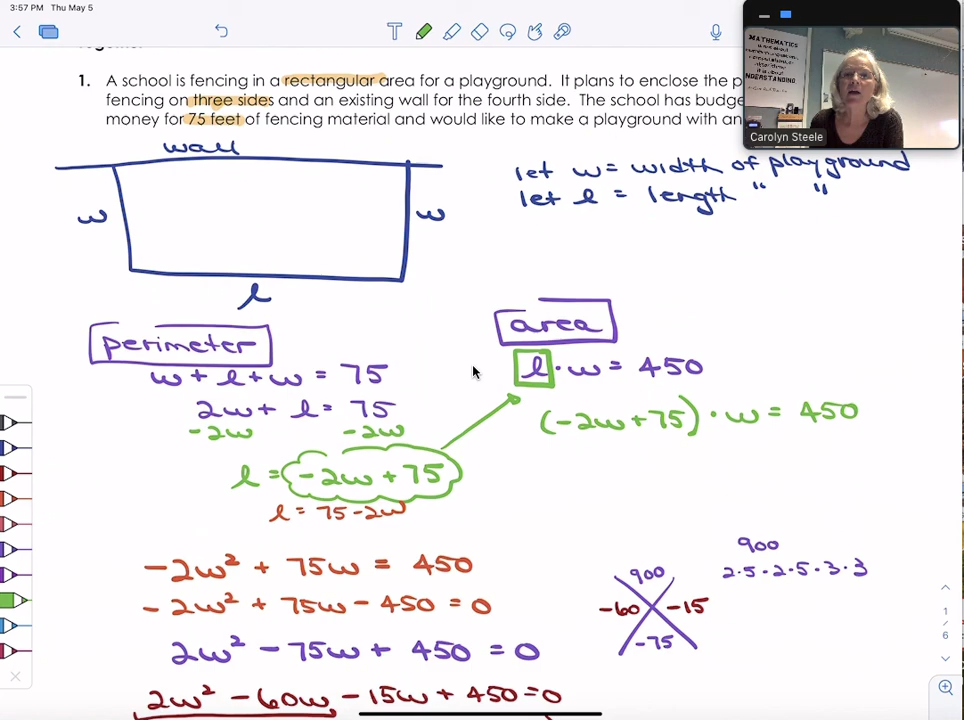 3:57 PM Thu May 5
1. A school is fencing in a rectangular area for a playground. It plans to enclose the p
fencing on three sides and an existing wall for the fourth side. The school has budge
money for 75 feet of fencing material and would like to make a playground with an
MATHEMATICS
UNDERSTANDING
Carolyn Steele
wall
let w = width of playground
let l = length " "
w
w
l
perimeter
w + l + w = 75
2w + l = 75
-2w -2w
l = -2w + 75
l = 75 - 2w
area
l · w = 450
(-2w + 75) · w = 450
-2w² + 75w = 450
-2w² + 75w - 450 = 0
2w² - 75w + 450 = 0
2w² - 60w - 15w + 450 = 0
900
-60 -15
-75
900
2·5·2·5·3·3
1
/
6